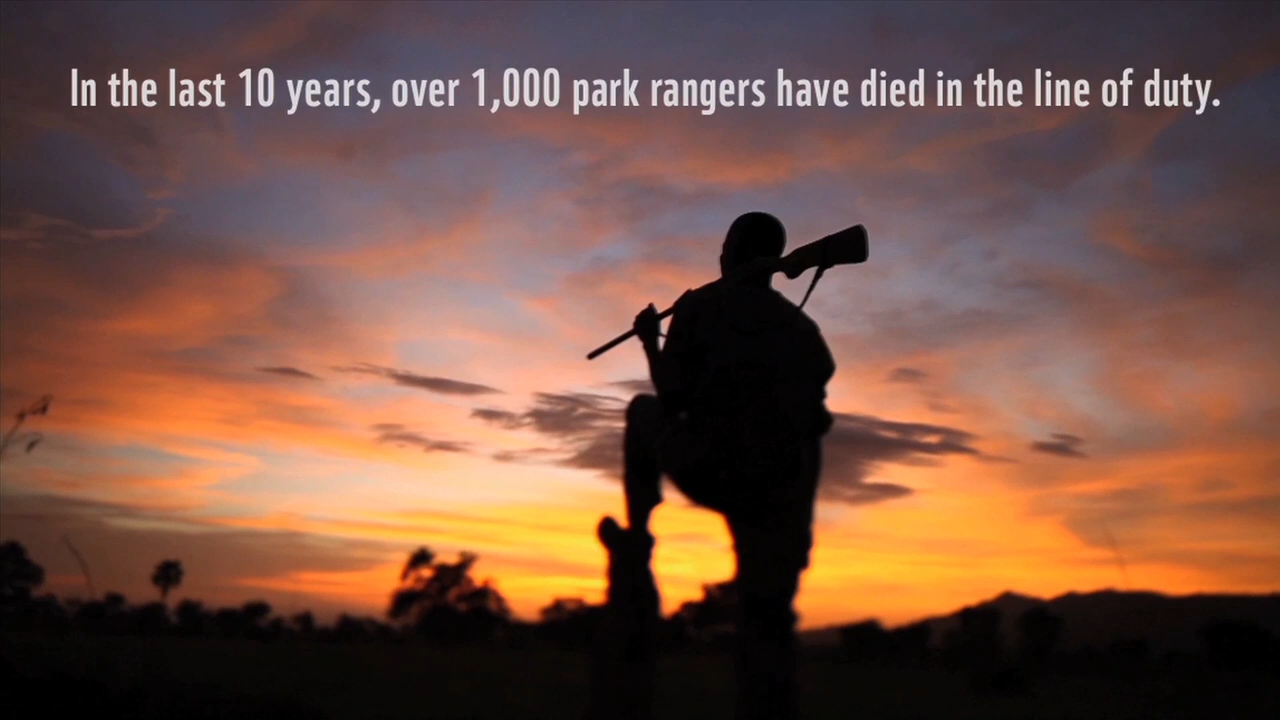 In the last 10 years, over 1,000 park rangers have died in the line of duty.